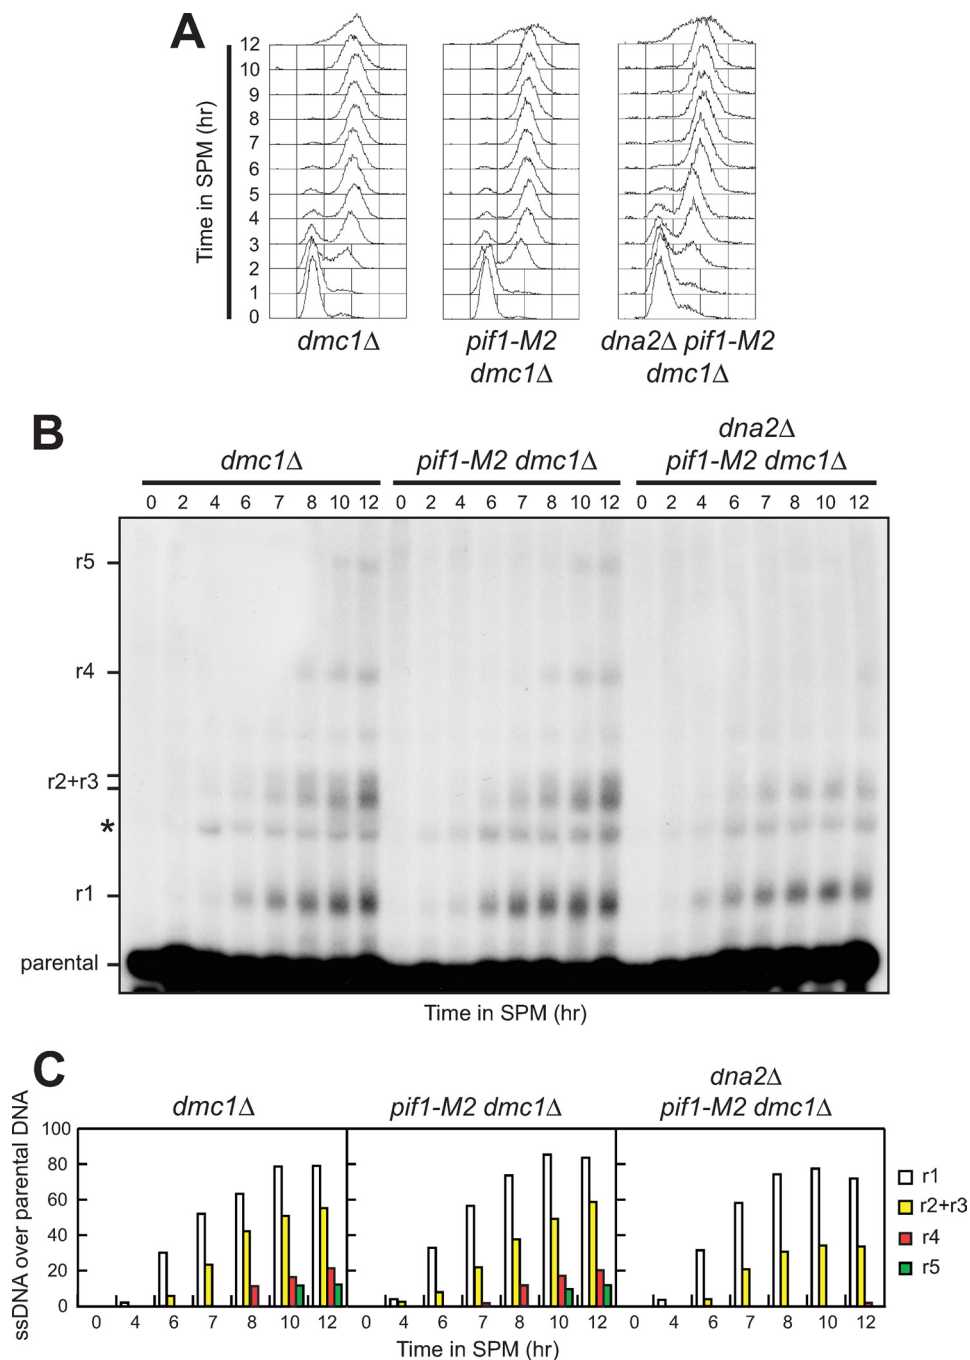 A
12
10
9
8
7
6
5
4
3
2
1
0
Time in SPM (hr)
dmc1Δ
pif1-M2
dmc1Δ
dna2Δ pif1-M2
dmc1Δ
B
dmc1Δ
pif1-M2 dmc1Δ
dna2Δ
pif1-M2 dmc1Δ
0 2 4 6 7 8 10 12 0 2 4 6 7 8 10 12 0 2 4 6 7 8 10 12
r5
r4
r2+r3
*
r1
parental
Time in SPM (hr)
C
dmc1Δ
pif1-M2 dmc1Δ
dna2Δ
pif1-M2 dmc1Δ
ssDNA over parental DNA
100
80
60
40
20
0
0 4 6 7 8 10 12 0 4 6 7 8 10 12 0 4 6 7 8 10 12
Time in SPM (hr)
r1
r2+r3
r4
r5